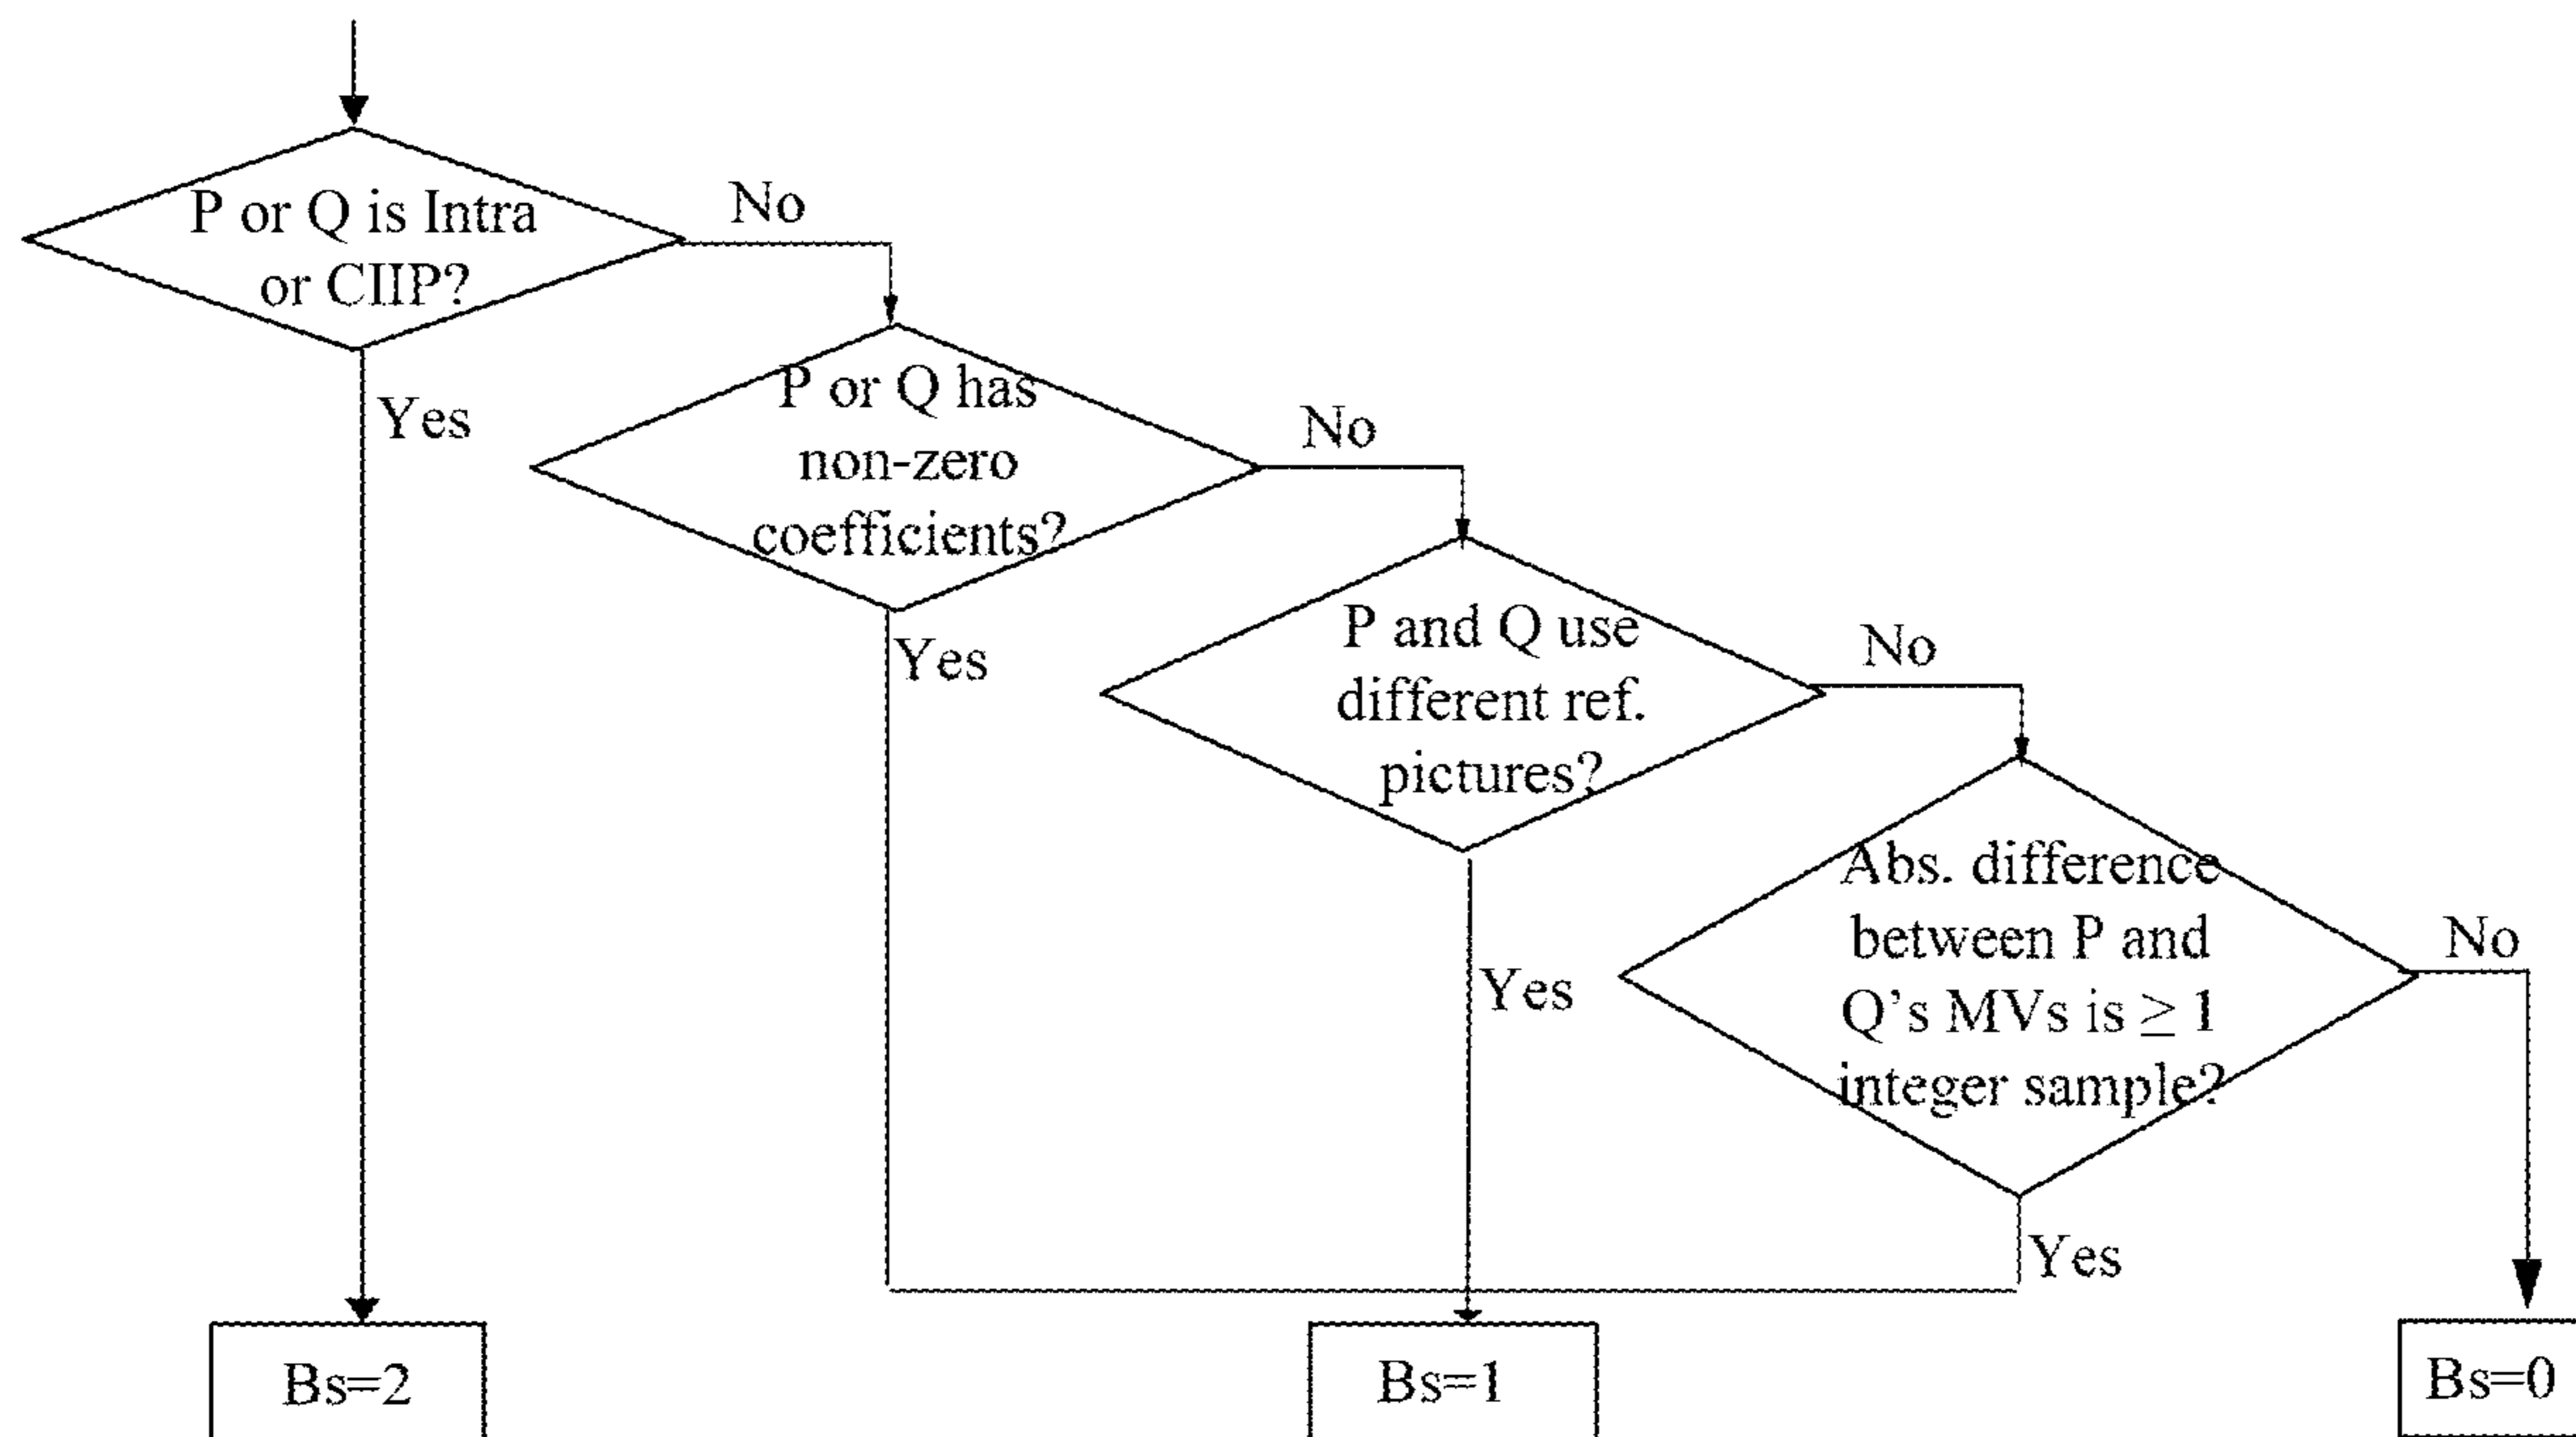 P or Q is Intra
or CIIP?
No
Yes
P or Q has
non-zero
coefficients?
No
Yes
P and Q use
different ref.
pictures?
No
Yes
Abs. difference
between P and
Q’s MVs is ≥ 1
integer sample?
No
Yes
Bs=2
Bs=1
Bs=0